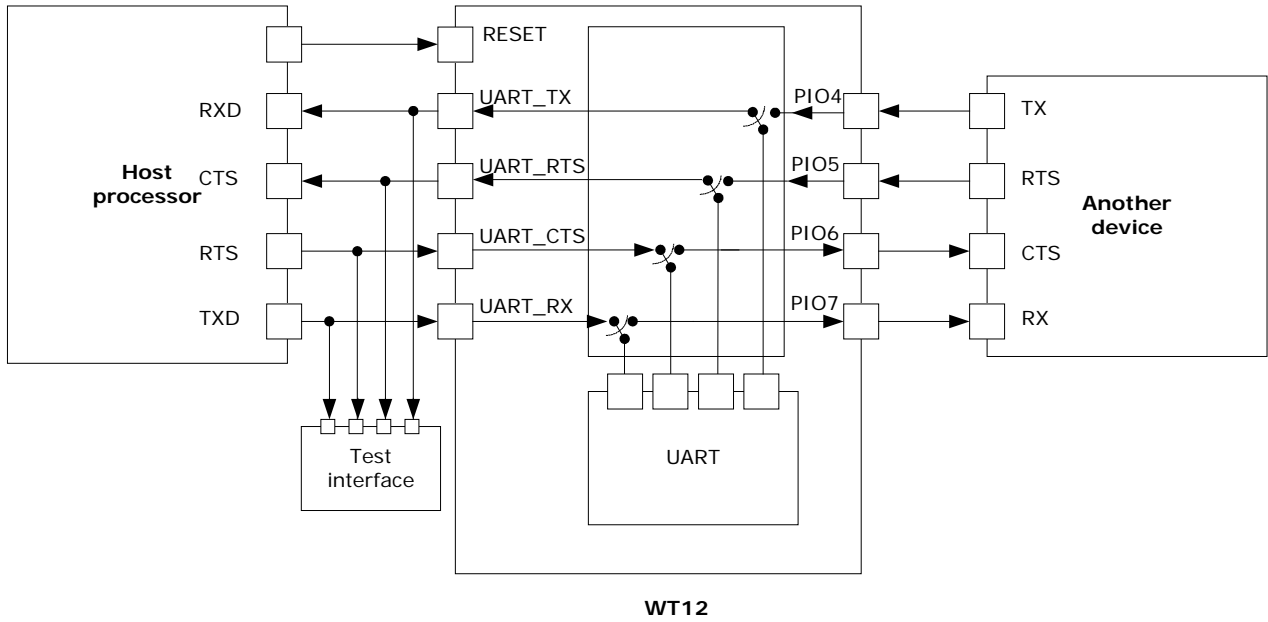 RESET
RXD
UART_TX
PIO4
TX
Host
processor
CTS
UART_RTS
PIO5
RTS
Another
device
RTS
UART_CTS
PIO6
CTS
TXD
UART_RX
PIO7
RX
Test
interface
UART
WT12